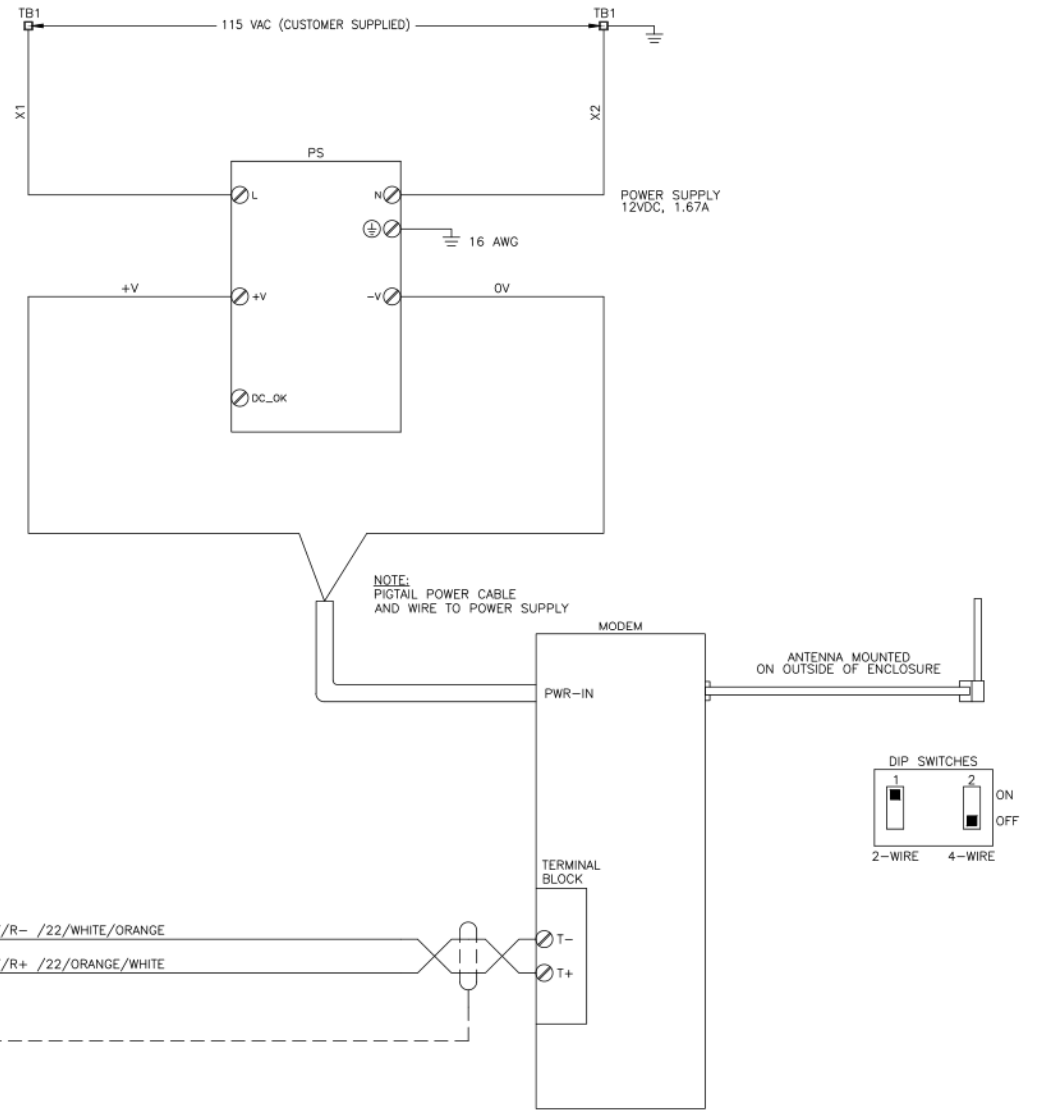 TB1
115 VAC (CUSTOMER SUPPLIED)
TB1
X1
X2
PS
L
N
POWER SUPPLY
12VDC, 1.67A
16 AWG
+V
+V
-V
0V
DC_OK
NOTE:
PIGTAIL POWER CABLE
AND WIRE TO POWER SUPPLY
MODEM
ANTENNA MOUNTED
ON OUTSIDE OF ENCLOSURE
PWR-IN
DIP SWITCHES
1
2
ON
OFF
2-WIRE
4-WIRE
TERMINAL
BLOCK
/R- /22/WHITE/ORANGE
T-
/R+ /22/ORANGE/WHITE
T+